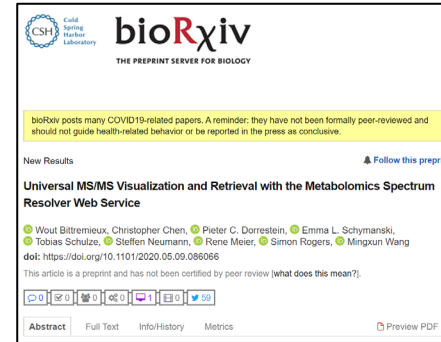 CSH
Cold
Spring
Harbor
Laboratory
bioRχiv
THE PREPRINT SERVER FOR BIOLOGY
bioRxiv posts many COVID19-related papers. A reminder: they have not been formally peer-reviewed and
should not guide health-related behavior or be reported in the press as conclusive.
New Results
Follow this prepri
Universal MS/MS Visualization and Retrieval with the Metabolomics Spectrum
Resolver Web Service
Wout Bittremieux, Christopher Chen, Pieter C. Dorrestein, Emma L. Schymanski,
Tobias Schulze, Steffen Neumann, Rene Meier, Simon Rogers, Mingxun Wang
doi: https://doi.org/10.1101/2020.05.09.086066
This article is a preprint and has not been certified by peer review [what does this mean?].
0 0 0 0 1 0 59
Abstract Full Text Info/History Metrics Preview PDF